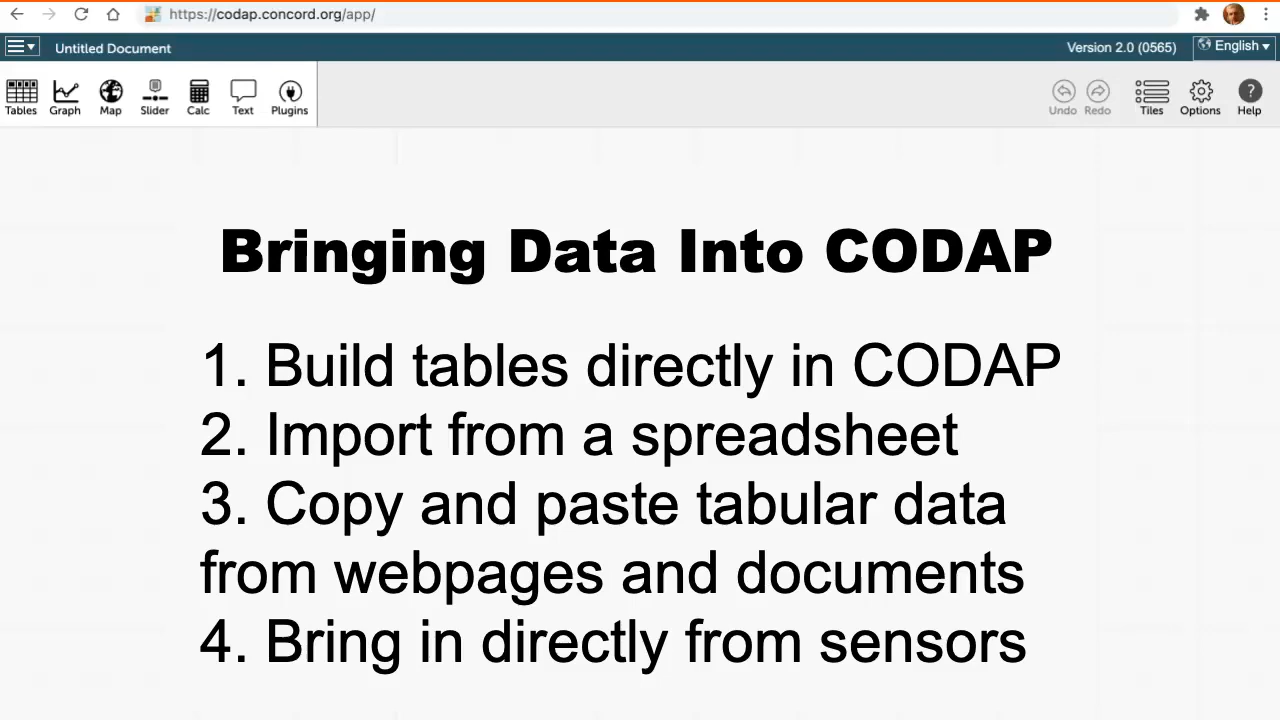 https://codap.concord.org/app/
Untitled Document
Version 2.0 (0565)
English
Tables
Graph
Map
Slider
Calc
Text
Plugins
Undo
Redo
Tiles
Options
?
Help
Bringing Data Into CODAP
1. Build tables directly in CODAP
2. Import from a spreadsheet
3. Copy and paste tabular data
from webpages and documents
4. Bring in directly from sensors